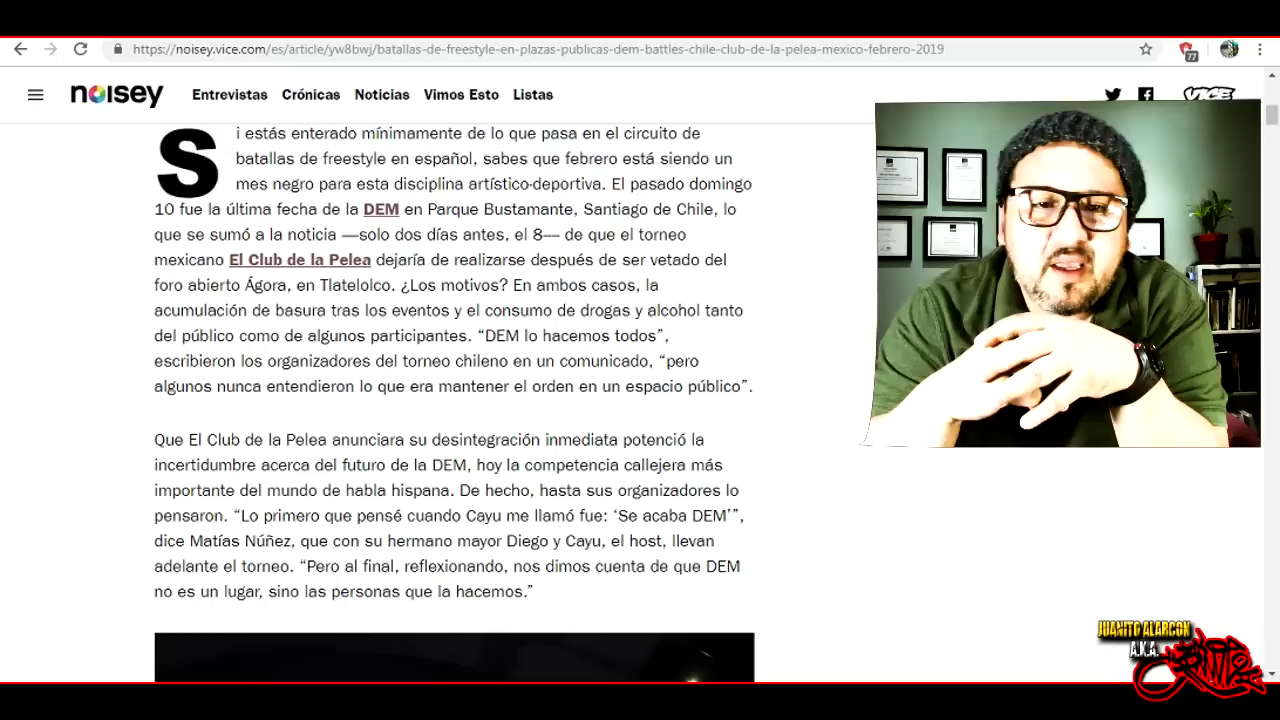 https://noisey.vice.com/es/article/yw8bwj/batallas-de-freestyle-en-plazas-publicas-dem-battles-chile-club-de-la-pelea-mexico-febrero-2019
77
noisey Entrevistas Crónicas Noticias Vimos Esto Listas VICE
Si estás enterado mínimamente de lo que pasa en el circuito de
batallas de freestyle en español, sabes que febrero está siendo un
mes negro para esta disciplina artístico-deportiva. El pasado domingo
10 fue la última fecha de la DEM en Parque Bustamante, Santiago de Chile, lo
que se sumó a la noticia —solo dos días antes, el 8— de que el torneo
mexicano El Club de la Pelea dejaría de realizarse después de ser vetado del
foro abierto Ágora, en Tlatelolco. ¿Los motivos? En ambos casos, la
acumulación de basura tras los eventos y el consumo de drogas y alcohol tanto
del público como de algunos participantes. “DEM lo hacemos todos”,
escribieron los organizadores del torneo chileno en un comunicado, “pero
algunos nunca entendieron lo que era mantener el orden en un espacio público”.
Que El Club de la Pelea anunciara su desintegración inmediata potenció la
incertidumbre acerca del futuro de la DEM, hoy la competencia callejera más
importante del mundo de habla hispana. De hecho, hasta sus organizadores lo
pensaron. “Lo primero que pensé cuando Cayu me llamó fue: ‘Se acaba DEM’”,
dice Matías Núñez, que con su hermano mayor Diego y Cayu, el host, llevan
adelante el torneo. “Pero al final, reflexionando, nos dimos cuenta de que DEM
no es un lugar, sino las personas que la hacemos.”
JUANITO ALARCON
A.K.A.